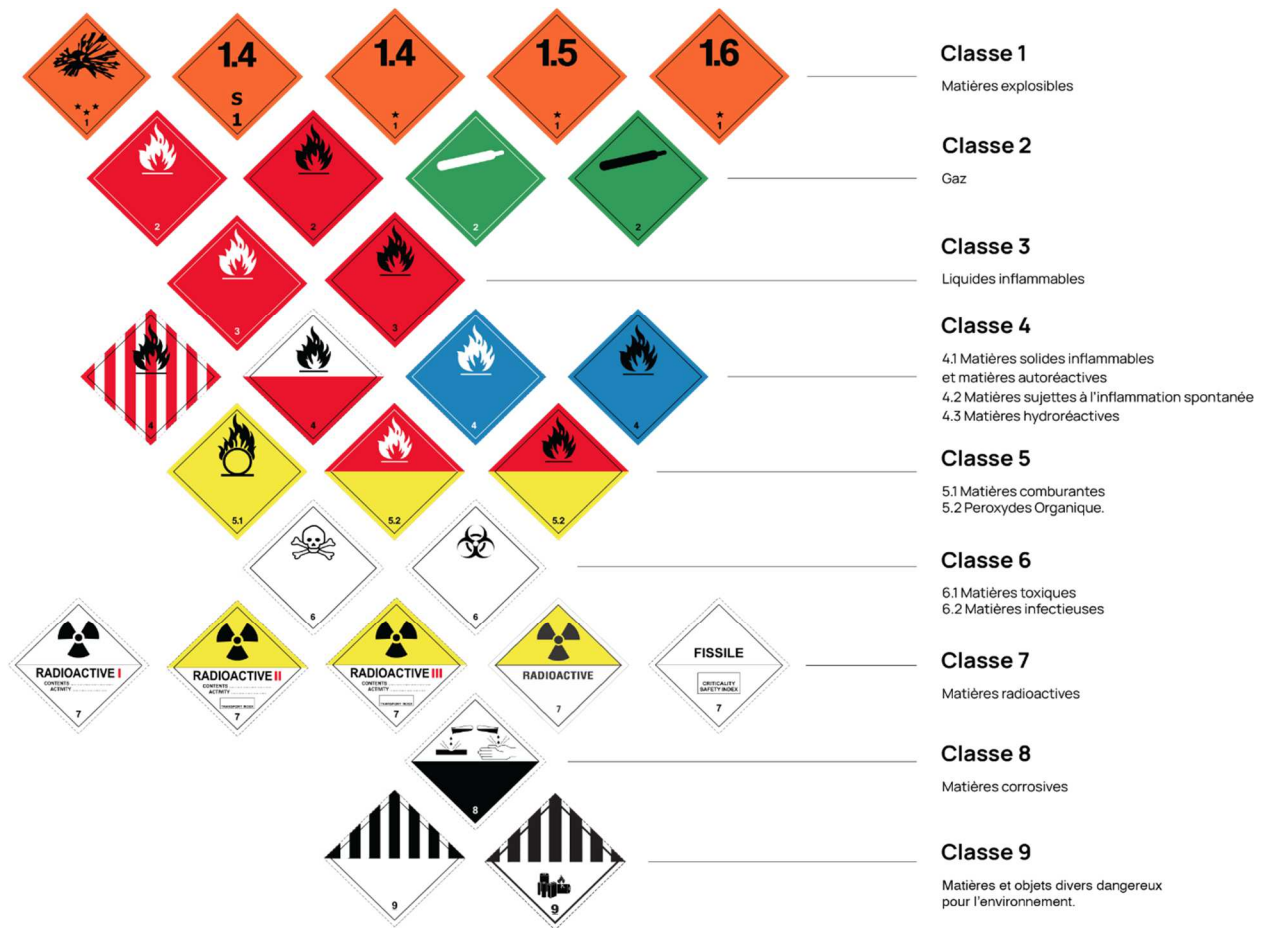 1
1.4
S
1
1.4
1
1.5
1
1.6
1
Classe 1
Matières explosibles
2
2
2
2
Classe 2
Gaz
3
3
Classe 3
Liquides inflammables
4
4
4
4
Classe 4
4.1 Matières solides inflammables
et matières autoréactives
4.2 Matières sujettes à l'inflammation spontanée
4.3 Matières hydroréactives
5.1
5.2
5.2
Classe 5
5.1 Matières comburantes
5.2 Peroxydes Organique.
6
6
Classe 6
6.1 Matières toxiques
6.2 Matières infectieuses
RADIOACTIVE I
CONTENTS ....................
ACTIVITY ................
7
RADIOACTIVE II
CONTENTS ....................
ACTIVITY ................
TRANSPORT INDEX
7
RADIOACTIVE III
CONTENTS ....................
ACTIVITY ................
TRANSPORT INDEX
7
RADIOACTIVE
7
FISSILE
CRITICALITY
SAFETY INDEX
7
Classe 7
Matières radioactives
8
Classe 8
Matières corrosives
9
9
Classe 9
Matières et objets divers dangereux
pour l'environnement.